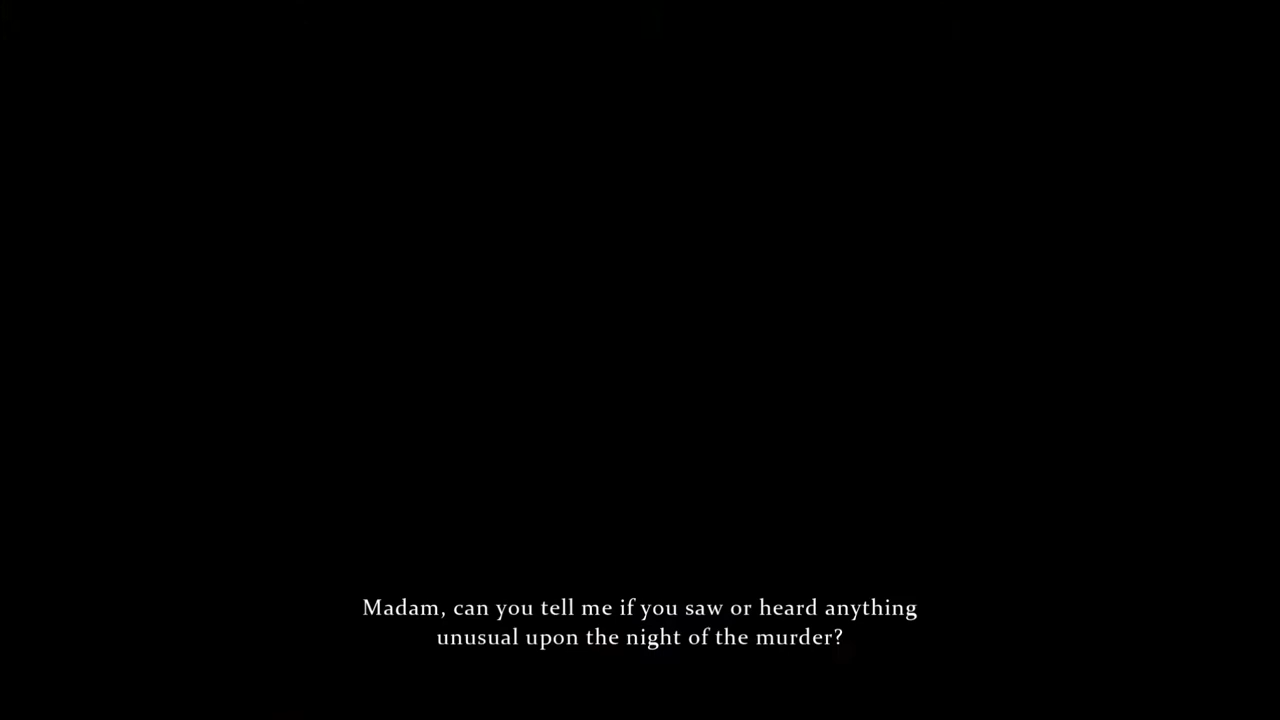 Madam, can you tell me if you saw or heard anything
unusual upon the night of the murder?